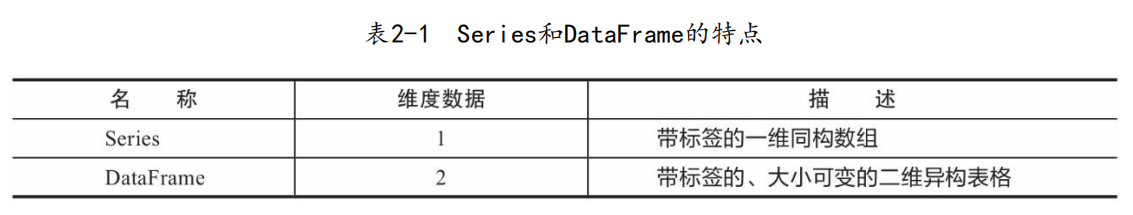 表2-1 Series和DataFrame的特点
名 称 维度数据 描 述
Series 1 带标签的一维同构数组
DataFrame 2 带标签的、大小可变的二维异构表格